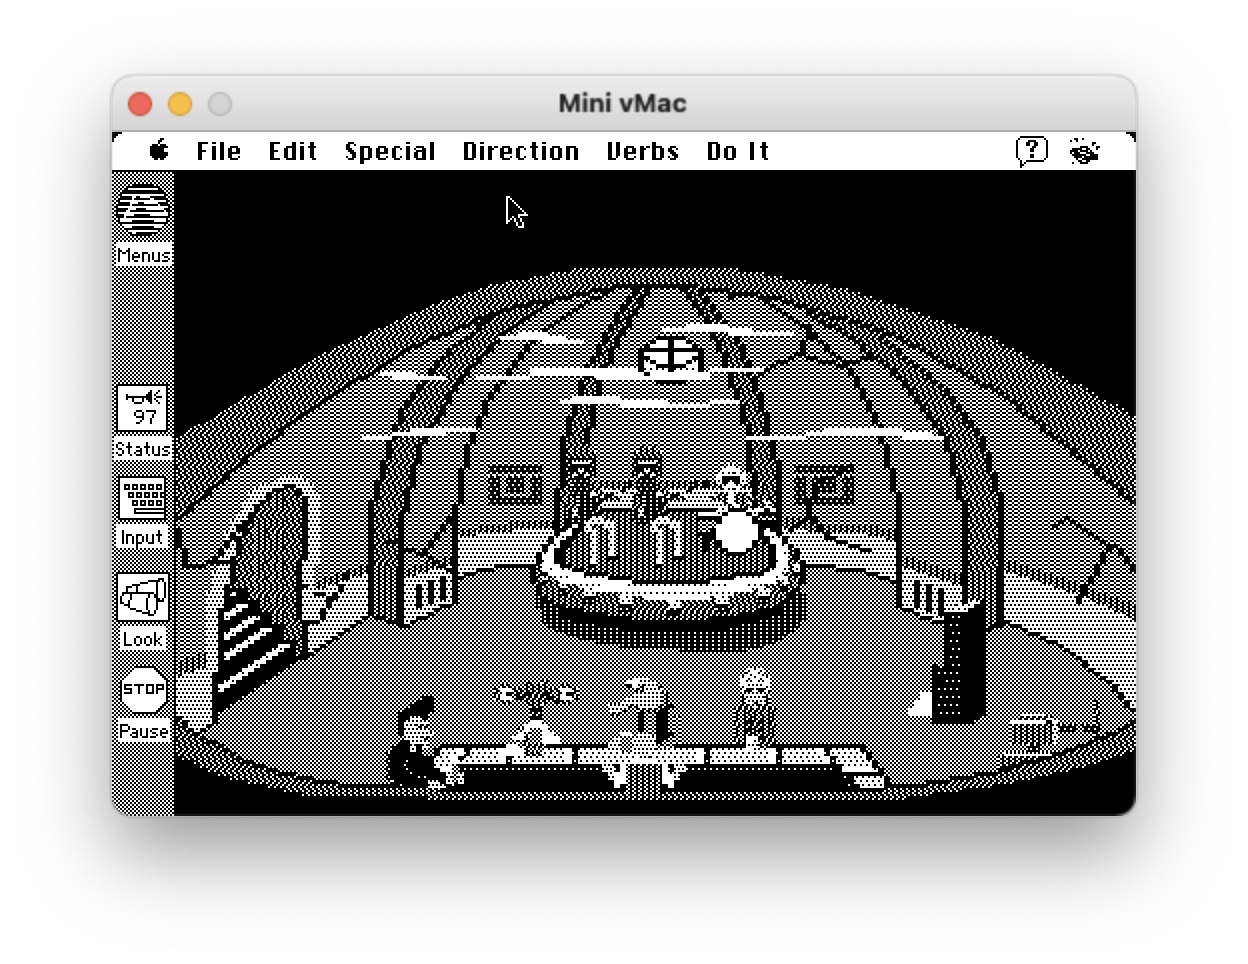 Mini vMac
File Edit Special Direction Verbs Do It
?
Menus
97
Status
Input
Look
STOP
Pause